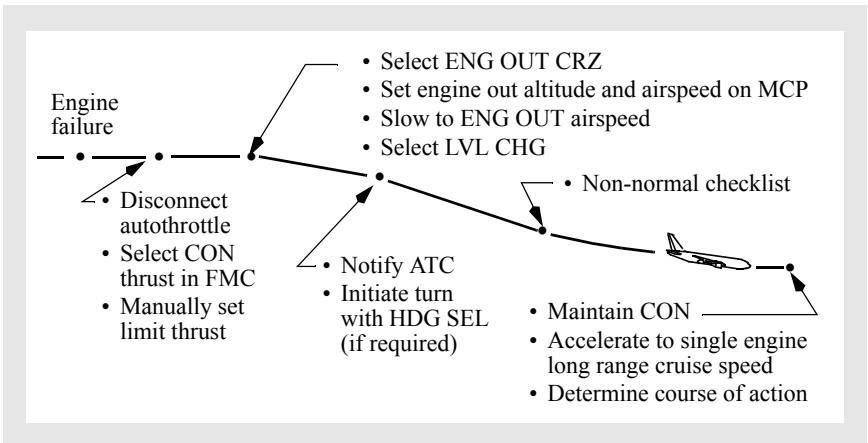 Engine
failure
• Disconnect
autothrottle
• Select CON
thrust in FMC
• Manually set
limit thrust
• Select ENG OUT CRZ
• Set engine out altitude and airspeed on MCP
• Slow to ENG OUT airspeed
• Select LVL CHG
• Notify ATC
• Initiate turn
with HDG SEL
(if required)
• Non-normal checklist
• Maintain CON
• Accelerate to single engine
long range cruise speed
• Determine course of action